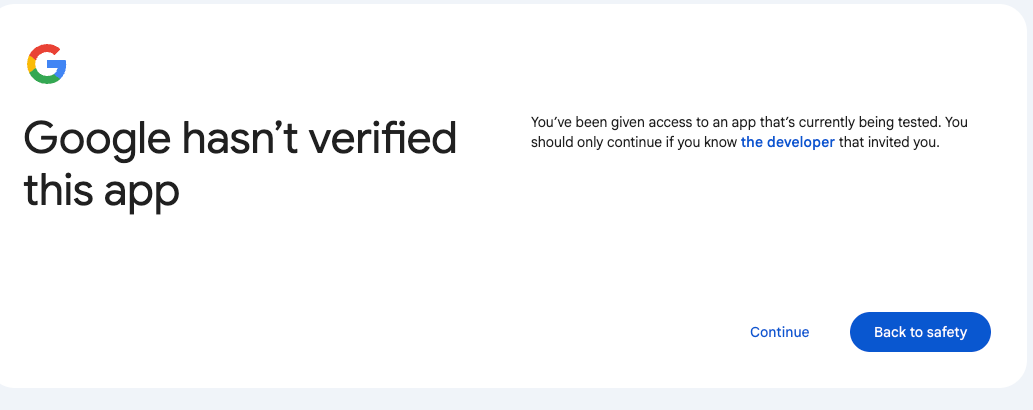 Google hasn’t verified
this app
You’ve been given access to an app that’s currently being tested. You
should only continue if you know the developer that invited you.
Continue
Back to safety